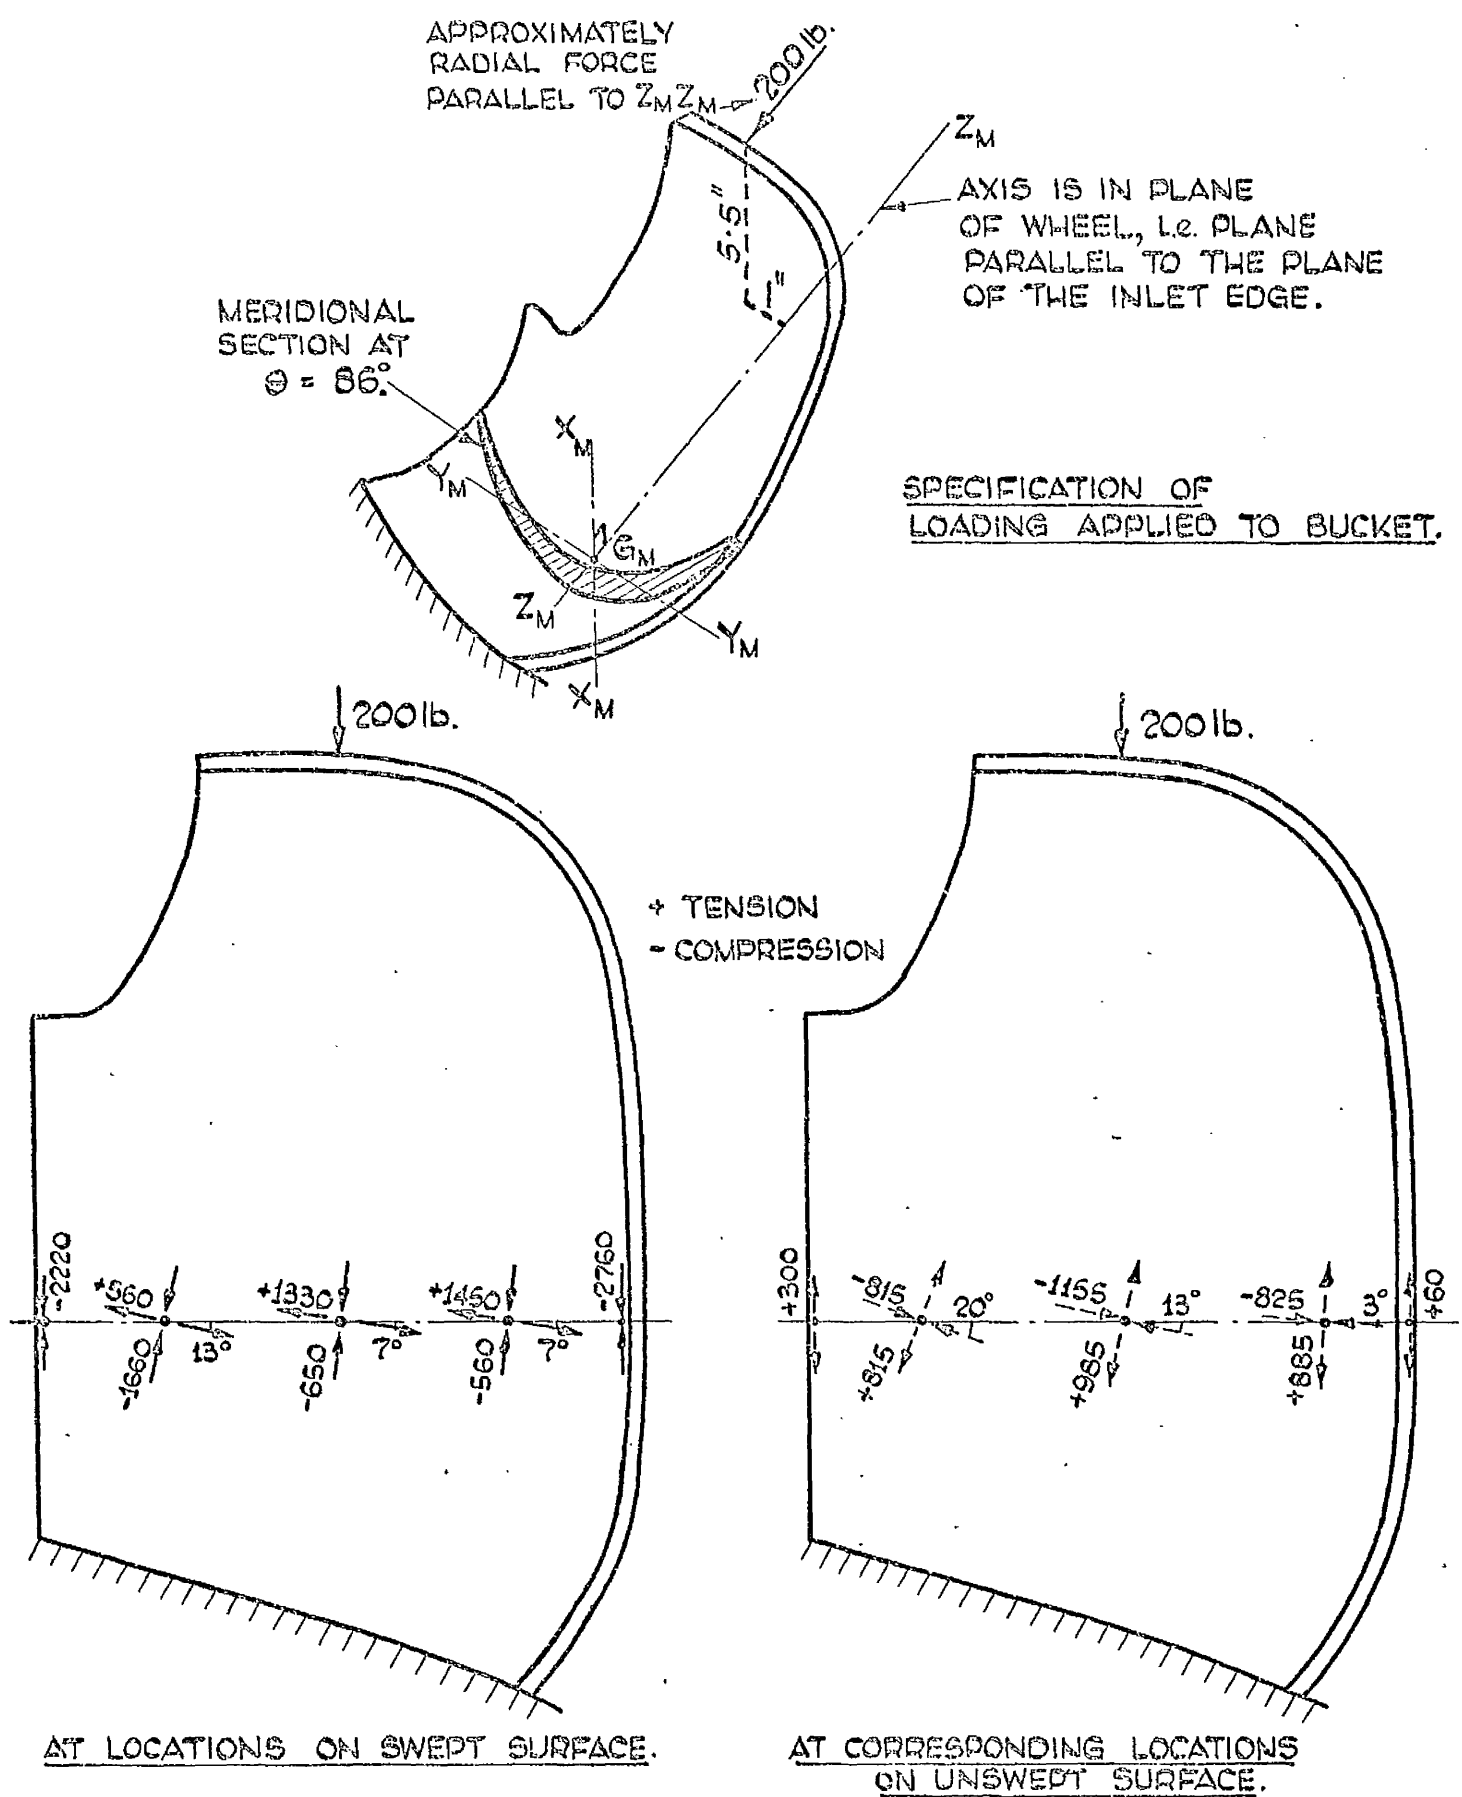 APPROXIMATELY
RADIAL FORCE
PARALLEL TO ZM ZM
200 lb.
ZM
AXIS IS IN PLANE
OF WHEEL, i.e. PLANE
PARALLEL TO THE PLANE
OF THE INLET EDGE.
5.5"
1"
MERIDIONAL
SECTION AT
θ = 86°.
XM
YM
GM
ZM
YM
XM
SPECIFICATION OF
LOADING APPLIED TO BUCKET.
200 lb.
200 lb.
+ TENSION
- COMPRESSION
-2220
+560
-1660
13°
+1330
-650
7°
+1450
-560
7°
-2760
+300
-815
+815
20°
-1155
+985
13°
-825
+885
3°
+60
AT LOCATIONS ON SWEPT SURFACE.
AT CORRESPONDING LOCATIONS
ON UNSWEPT SURFACE.